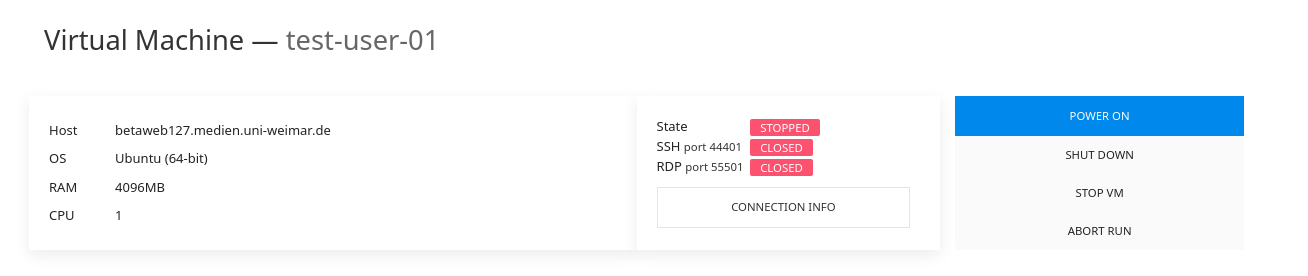 Virtual Machine — test-user-01
Host betaweb127.medien.uni-weimar.de
OS Ubuntu (64-bit)
RAM 4096MB
CPU 1
State STOPPED
SSH port 44401 CLOSED
RDP port 55501 CLOSED
CONNECTION INFO
POWER ON
SHUT DOWN
STOP VM
ABORT RUN